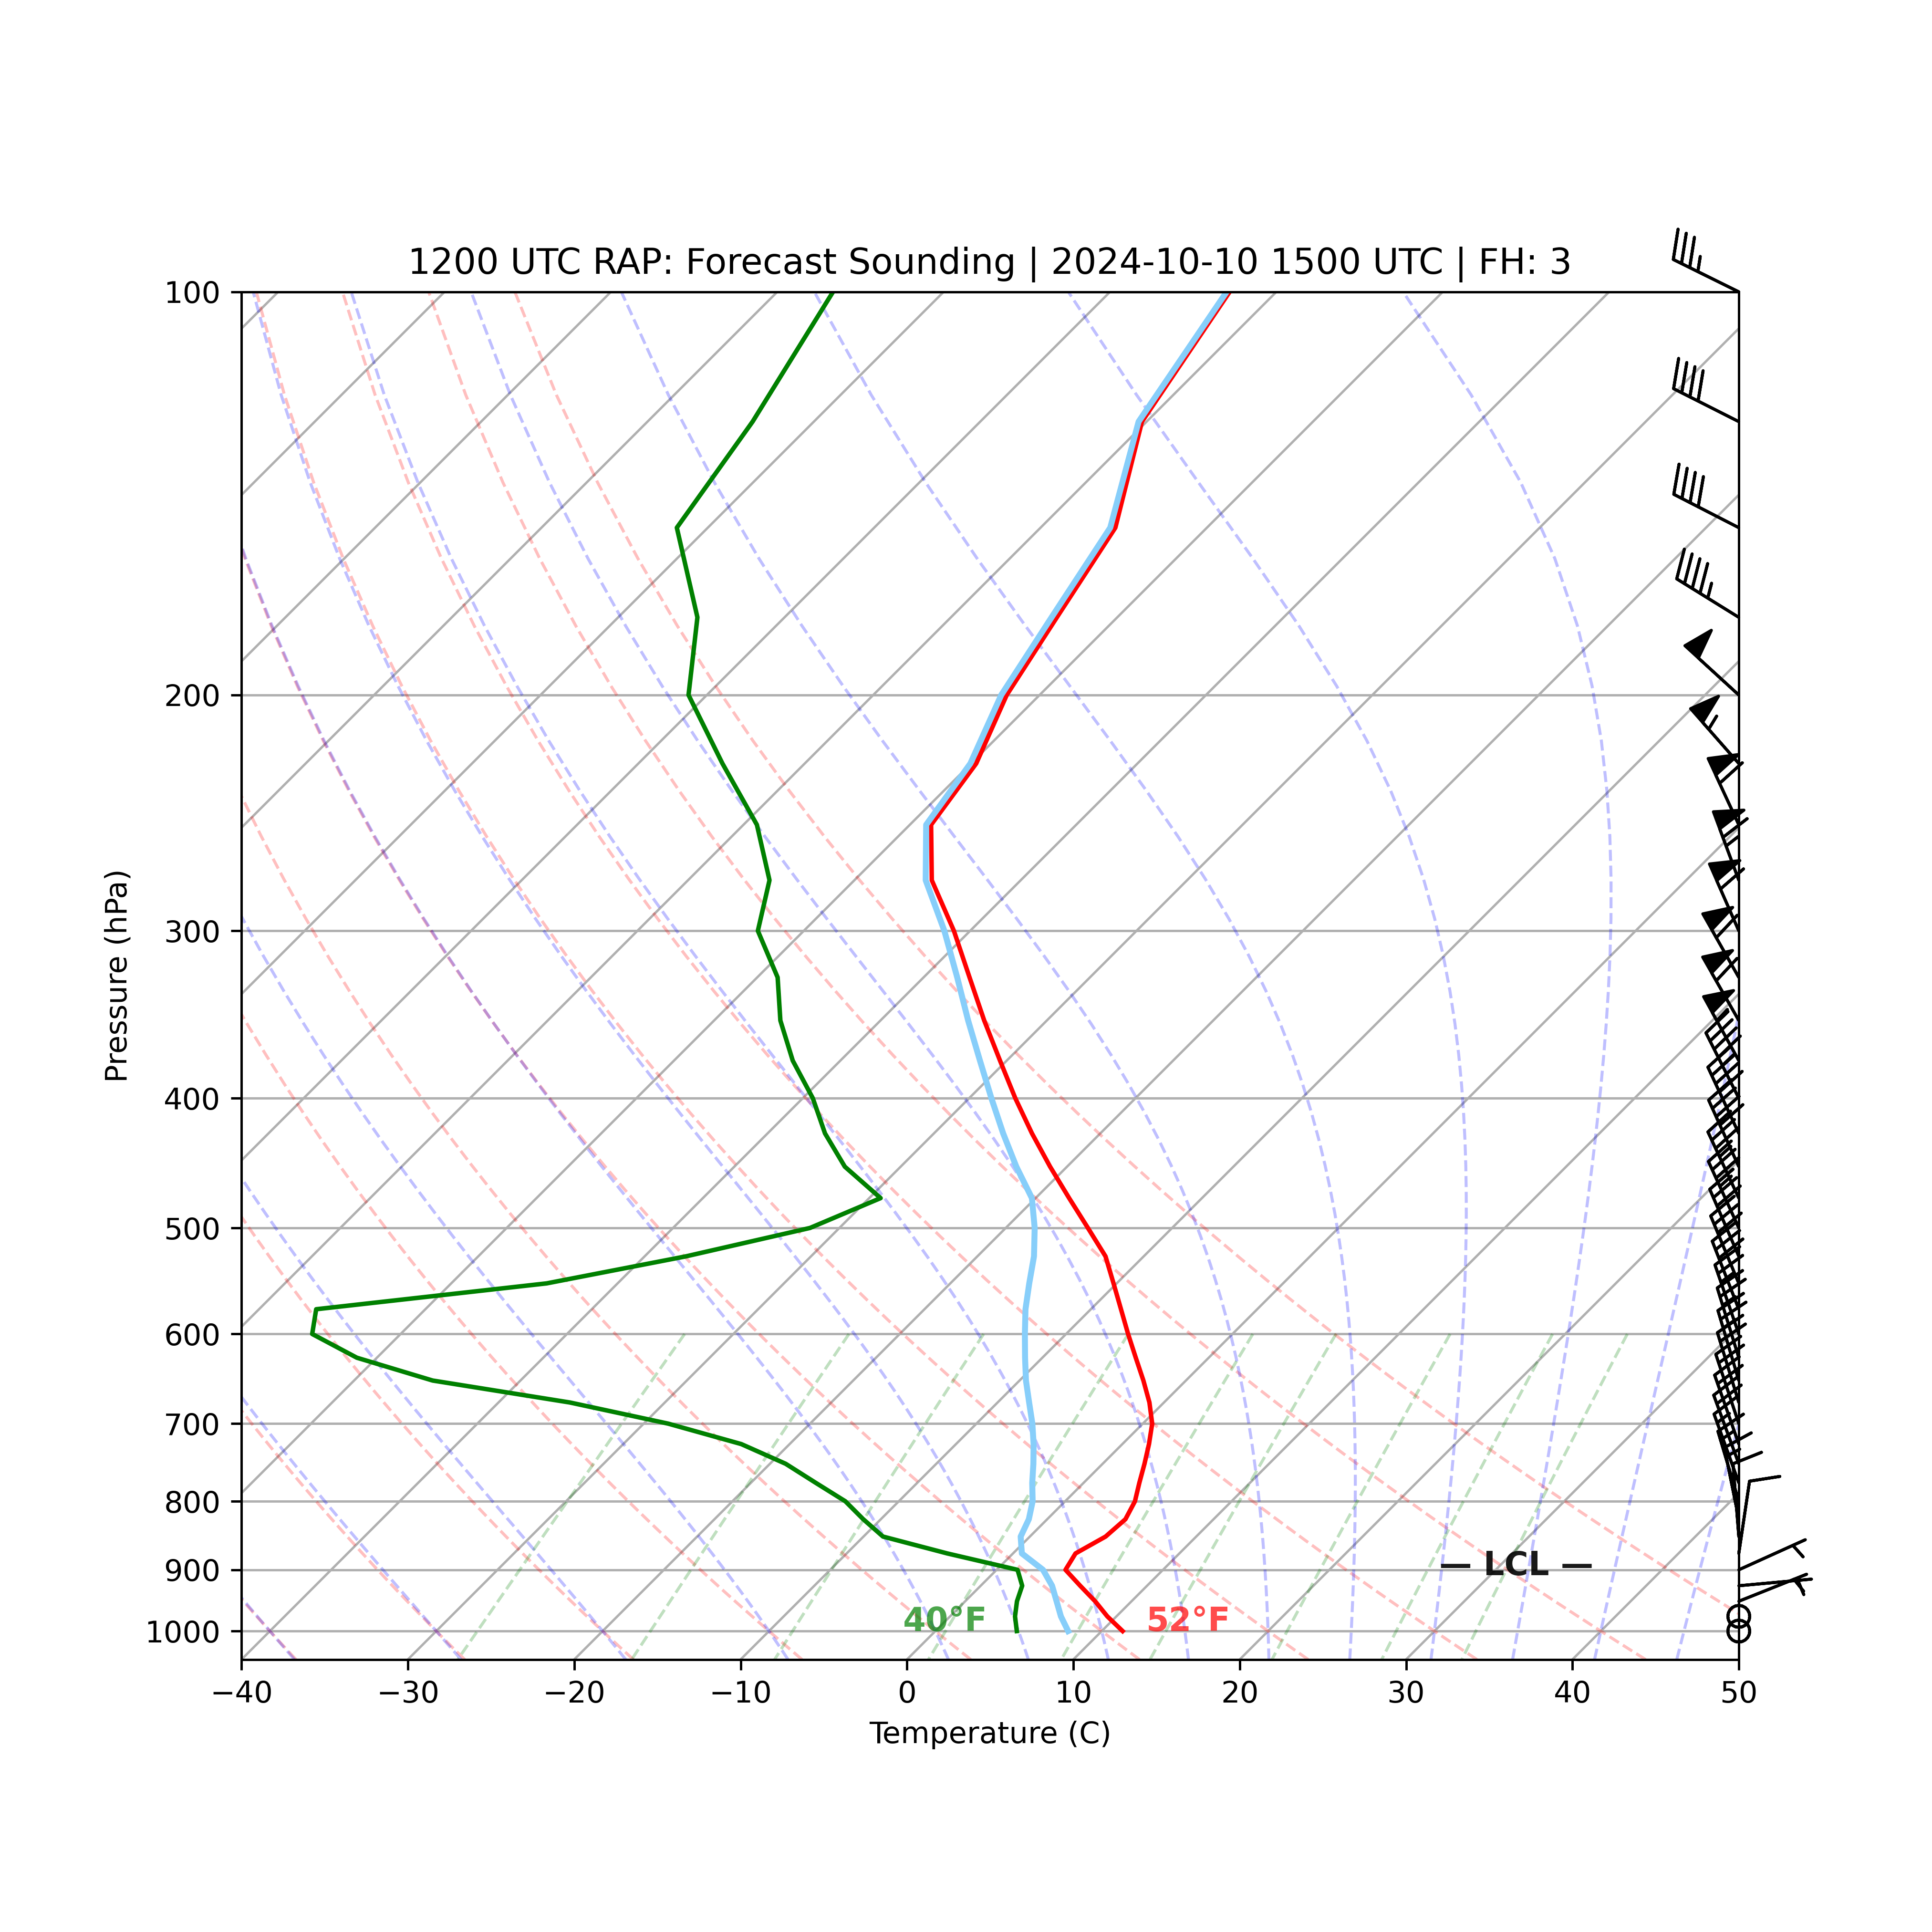 1200 UTC RAP: Forecast Sounding | 2024-10-10 1500 UTC | FH: 3
100
200
300
400
500
600
700
800
900
1000
Pressure (hPa)
— LCL —
40°F
52°F
−40 −30 −20 −10 0 10 20 30 40 50
Temperature (C)